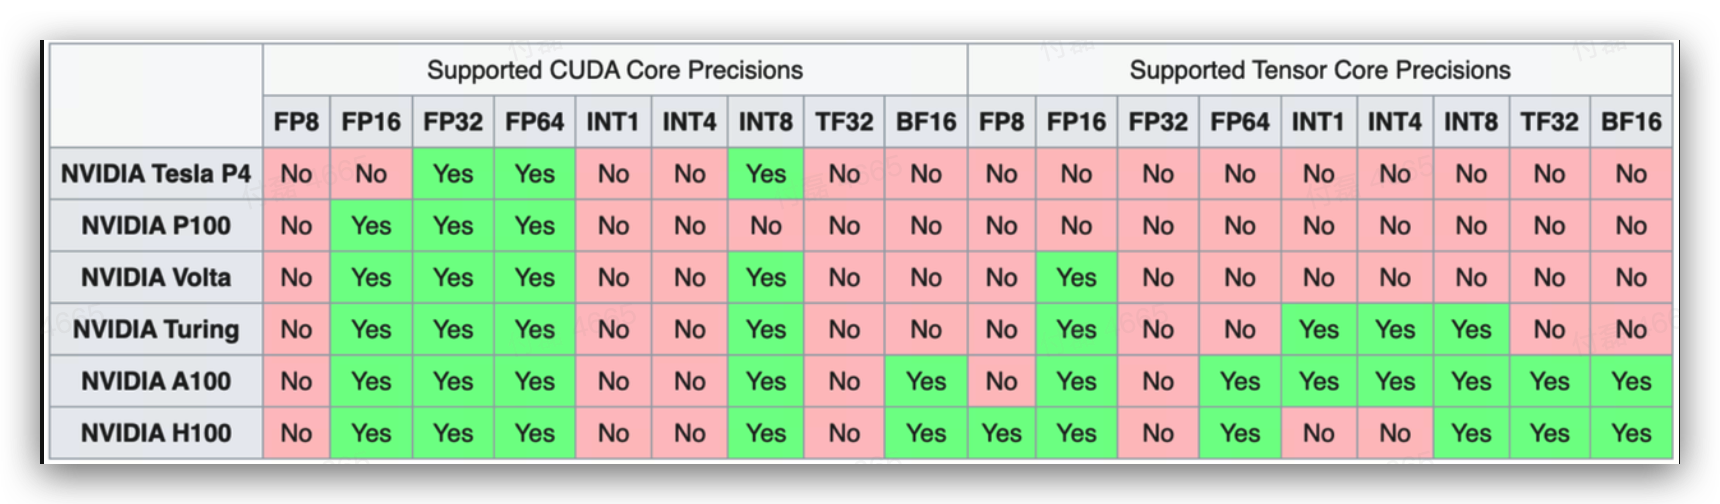 Supported CUDA Core Precisions Supported Tensor Core Precisions
FP8 FP16 FP32 FP64 INT1 INT4 INT8 TF32 BF16 FP8 FP16 FP32 FP64 INT1 INT4 INT8 TF32 BF16
NVIDIA Tesla P4 No No Yes Yes No No Yes No No No No No No No No No No No
NVIDIA P100 No Yes Yes Yes No No No No No No No No No No No No No No
NVIDIA Volta No Yes Yes Yes No No Yes No No No Yes No No No No No No No
NVIDIA Turing No Yes Yes Yes No No Yes No No No Yes No No Yes Yes Yes No No
NVIDIA A100 No Yes Yes Yes No No Yes No Yes No Yes No Yes Yes Yes Yes Yes Yes
NVIDIA H100 No Yes Yes Yes No No Yes No Yes Yes Yes No Yes No No Yes Yes Yes